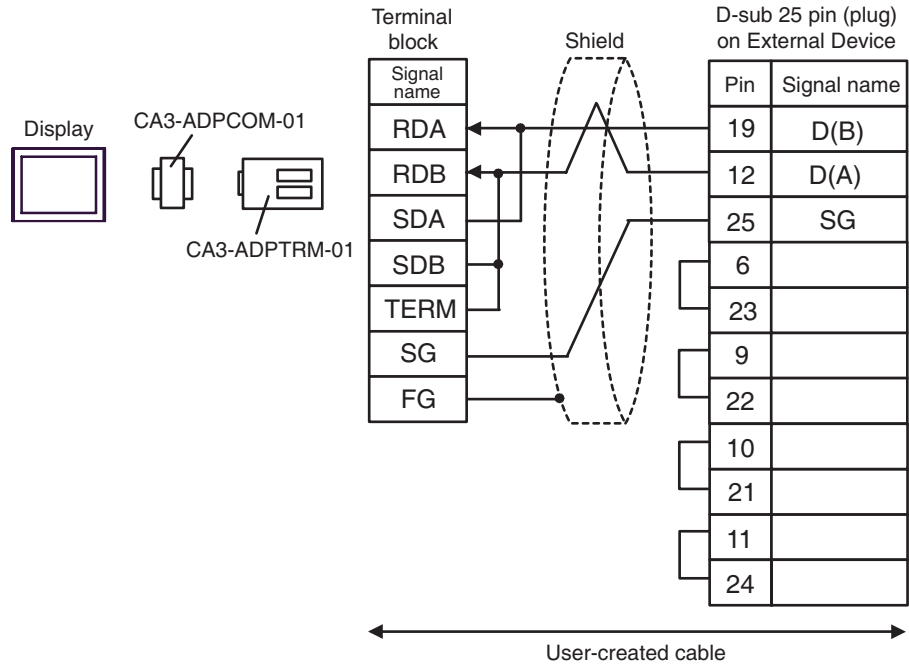 Terminal
block
Shield
D-sub 25 pin (plug)
on External Device
Display
CA3-ADPCOM-01
CA3-ADPTRM-01
Signal
name
RDA
RDB
SDA
SDB
TERM
SG
FG
Pin Signal name
19 D(B)
12 D(A)
25 SG
6
23
9
22
10
21
11
24
User-created cable